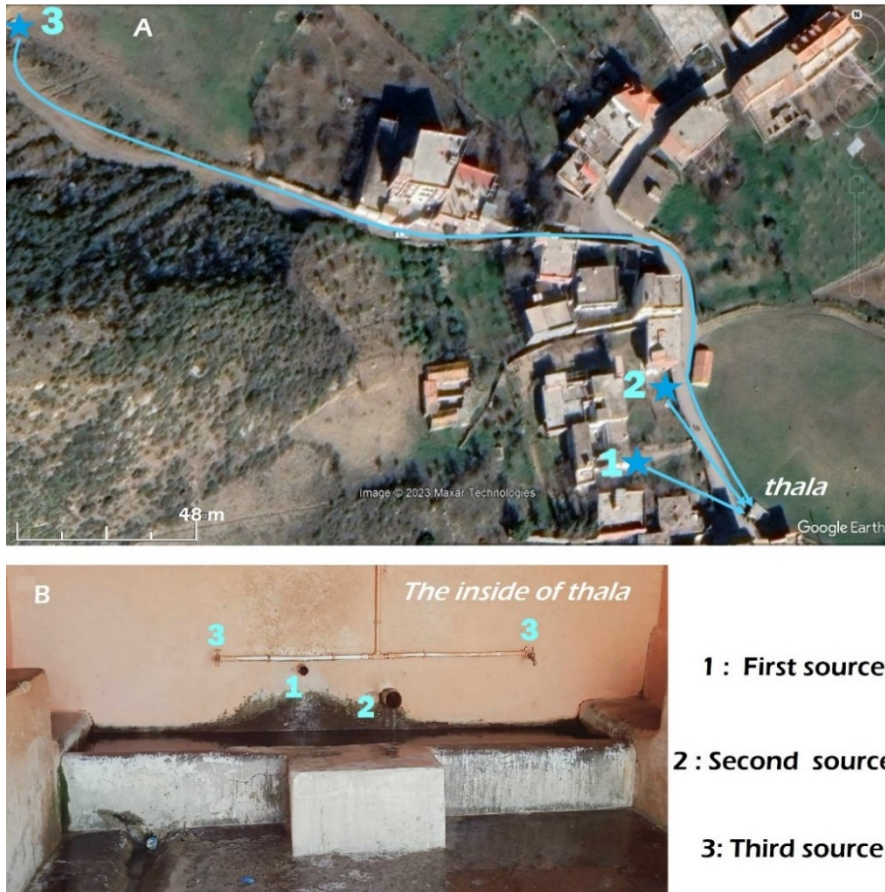 3
A
N
2
1
thala
Image © 2023 Maxar Technologies
48 m
Google Earth
B
The inside of thala
3
3
1
2
1 : First source
2 : Second source
3: Third source